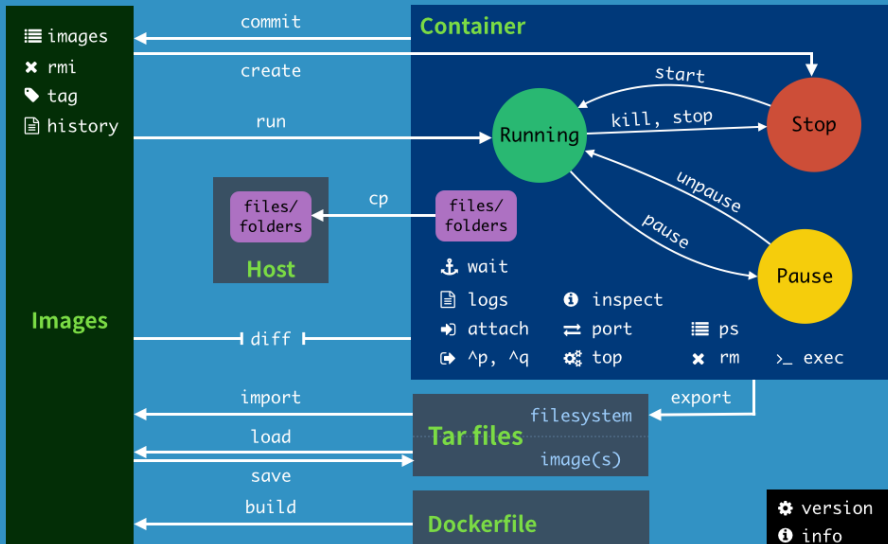 commit
Container
images
rmi
tag
history
create
start
run
Running
kill, stop
Stop
unpause
pause
Pause
files/
folders
cp
files/
folders
Host
wait
logs
inspect
attach
port
ps
^p, ^q
top
rm
>_ exec
Images
diff
import
export
filesystem
Tar files
load
image(s)
save
build
Dockerfile
version
info